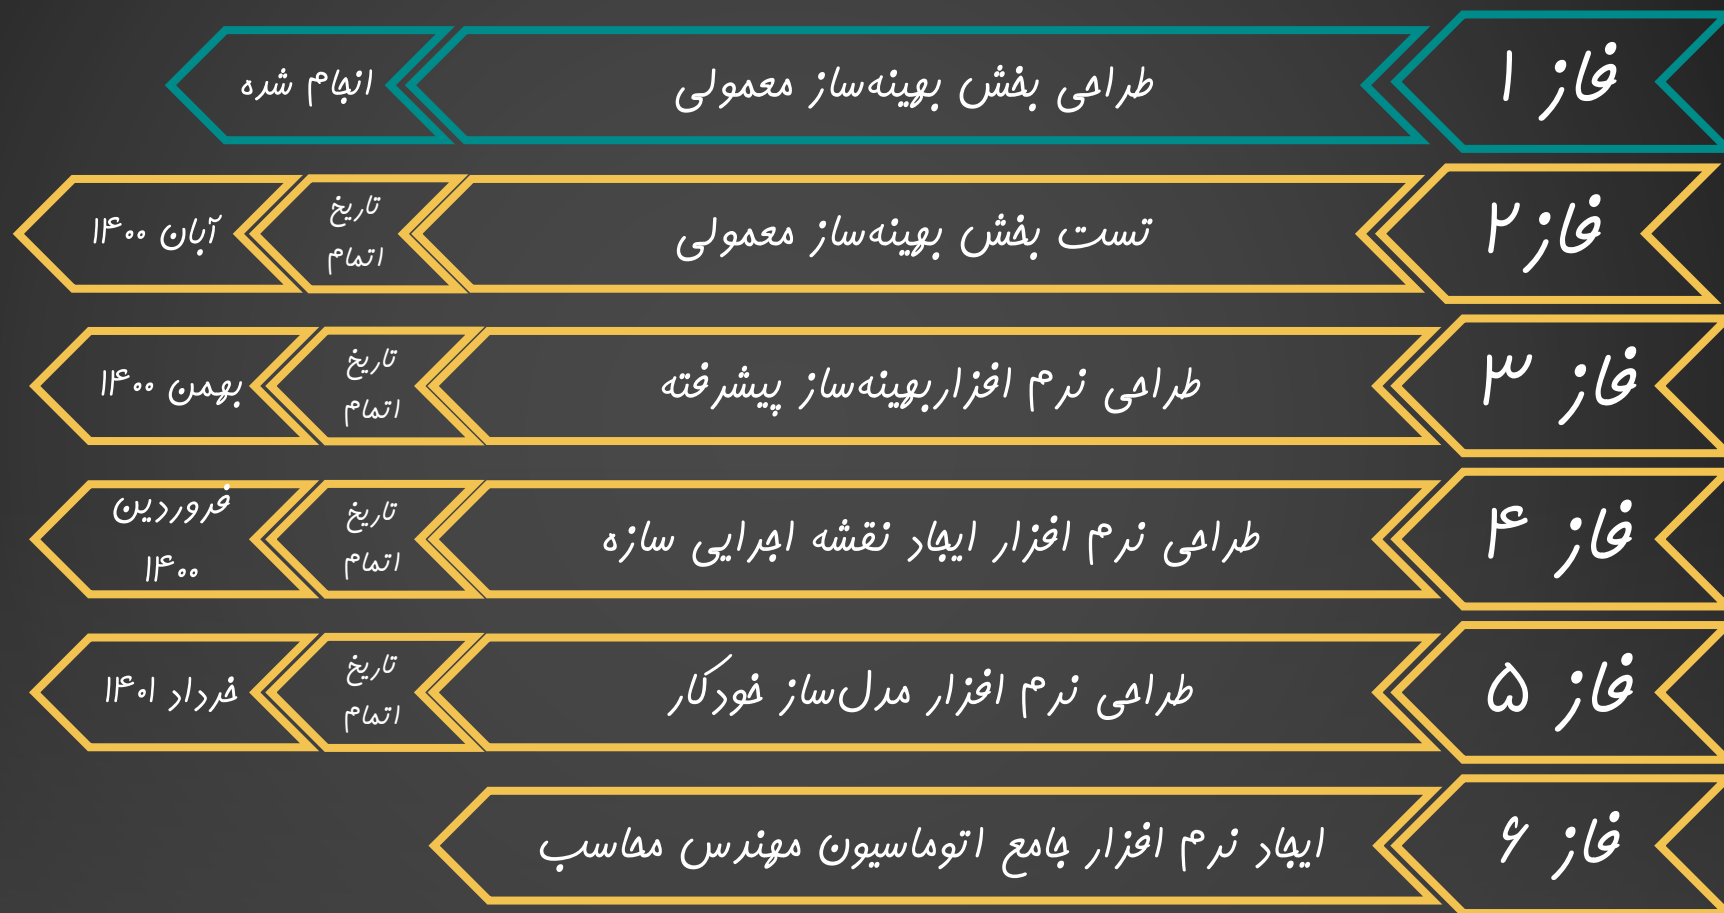 فاز ۱
طراحی بخش بهینه‌ساز معمولی
انجام شده
فاز۲
تست بخش بهینه‌ساز معمولی
تاریخ
اتمام
آبان ۱۴۰۰
فاز ۳
طراحی نرم افزاربهینه‌ساز پیشرفته
تاریخ
اتمام
بهمن ۱۴۰۰
فاز ۴
طراحی نرم افزار ایجاد نقشه اجرایی سازه
تاریخ
اتمام
فروردین
۱۴۰۰
فاز ۵
طراحی نرم افزار مدل‌ساز خودکار
تاریخ
اتمام
خرداد ۱۴۰۱
فاز ۶
ایجاد نرم افزار جامع اتوماسیون مهندس محاسب